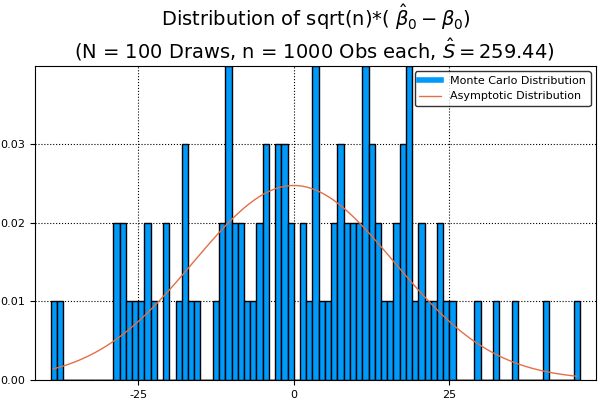 Distribution of sqrt(n)*( β̂₀ − β₀)
(N = 100 Draws, n = 1000 Obs each, Ŝ = 259.44)
Monte Carlo Distribution
Asymptotic Distribution
0.03
0.02
0.01
0.00
-25 0 25